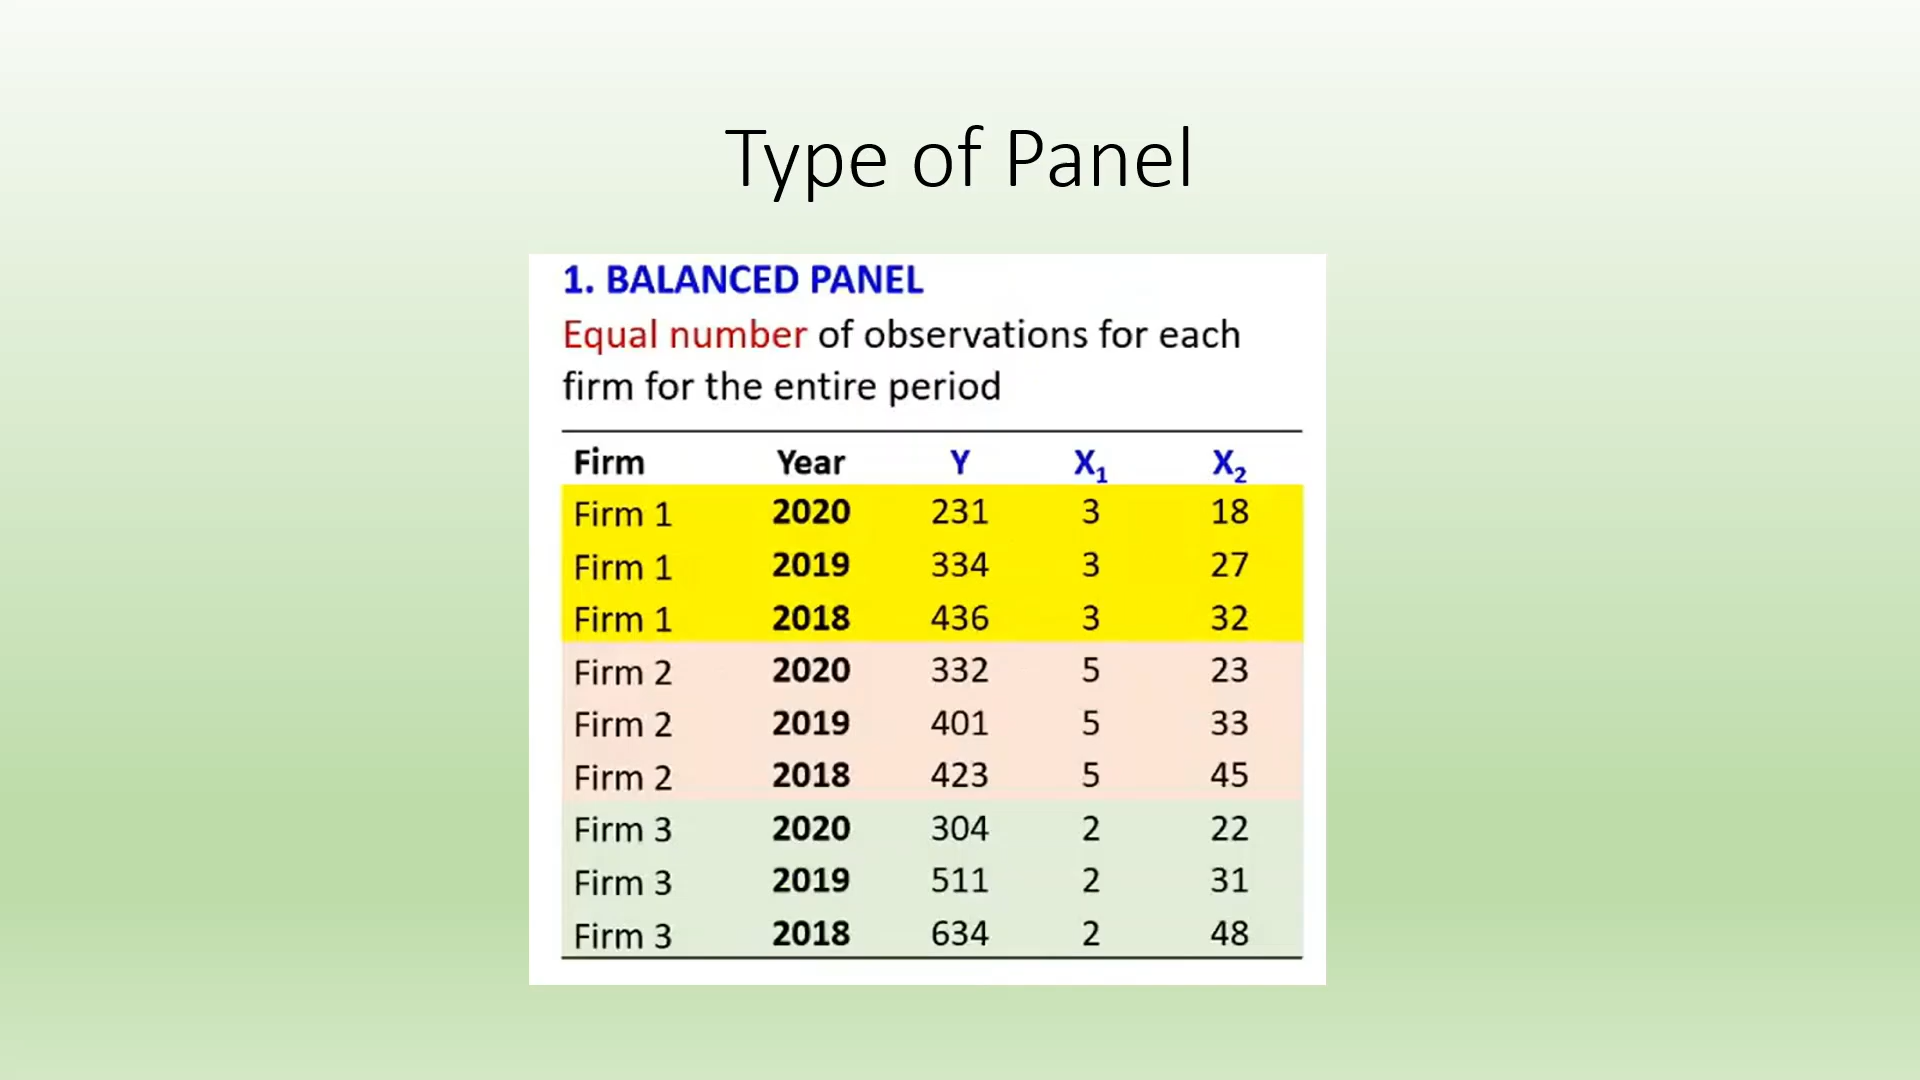 Type of Panel
1. BALANCED PANEL
Equal number of observations for each
firm for the entire period
Firm Year Y X₁ X₂
Firm 1 2020 231 3 18
Firm 1 2019 334 3 27
Firm 1 2018 436 3 32
Firm 2 2020 332 5 23
Firm 2 2019 401 5 33
Firm 2 2018 423 5 45
Firm 3 2020 304 2 22
Firm 3 2019 511 2 31
Firm 3 2018 634 2 48